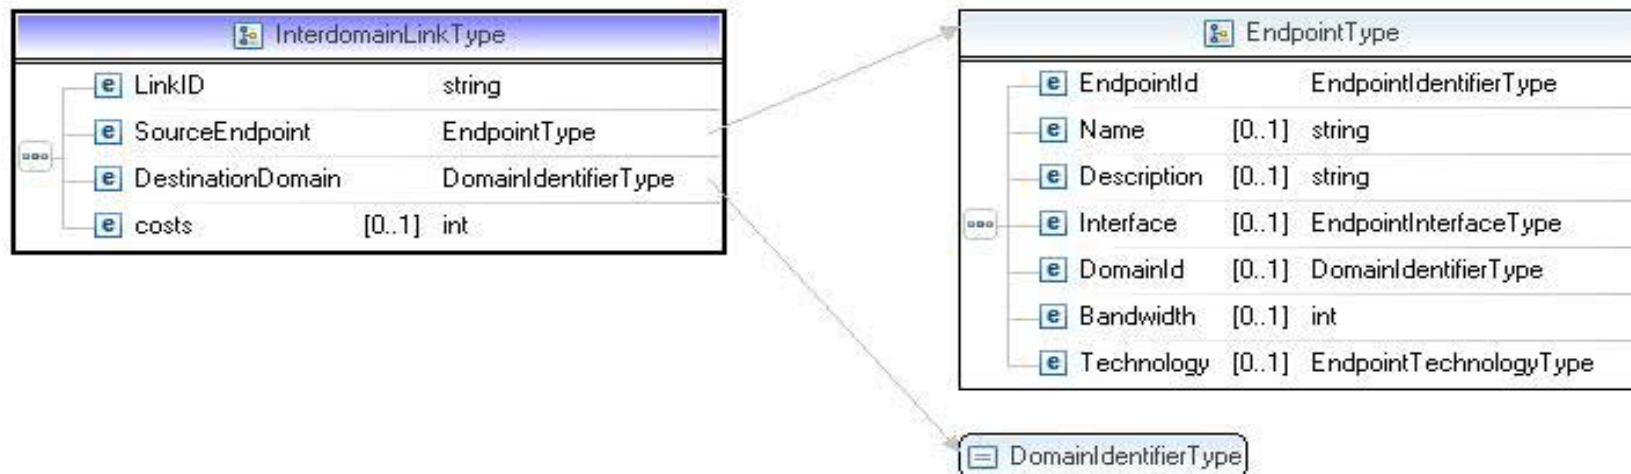 InterdomainLinkType
e LinkID string
e SourceEndpoint EndpointType
e DestinationDomain DomainIdentifierType
e costs [0..1] int
EndpointType
e EndpointId EndpointIdentifierType
e Name [0..1] string
e Description [0..1] string
e Interface [0..1] EndpointInterfaceType
e DomainId [0..1] DomainIdentifierType
e Bandwidth [0..1] int
e Technology [0..1] EndpointTechnologyType
DomainIdentifierType